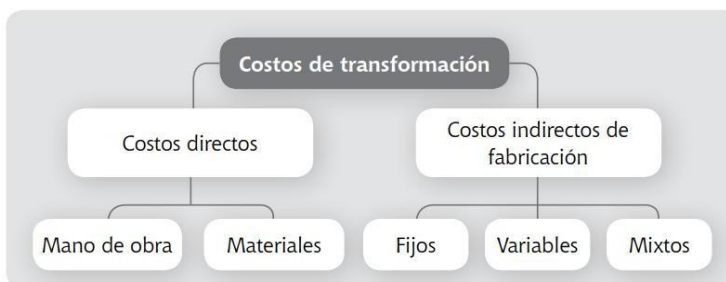 Costos de transformación
Costos directos
Costos indirectos de
fabricación
Mano de obra
Materiales
Fijos
Variables
Mixtos